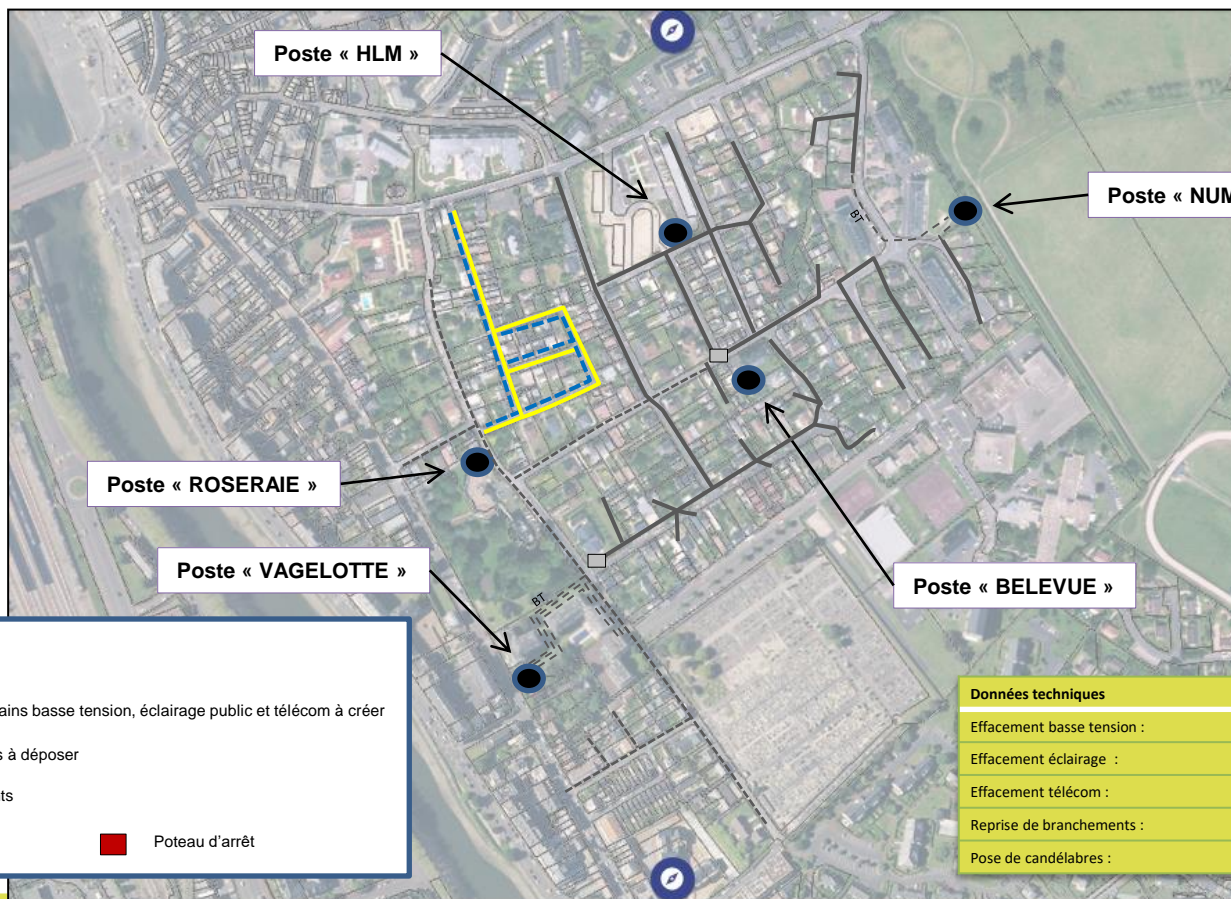 Poste « HLM »
Poste « NUM
BT
Poste « ROSERAIE »
Poste « VAGELOTTE »
Poste « BELEVUE »
BT
ains basse tension, éclairage public et télécom à créer
s à déposer
ts
Poteau d'arrêt
Données techniques
Effacement basse tension :
Effacement éclairage :
Effacement télécom :
Reprise de branchements :
Pose de candélabres :